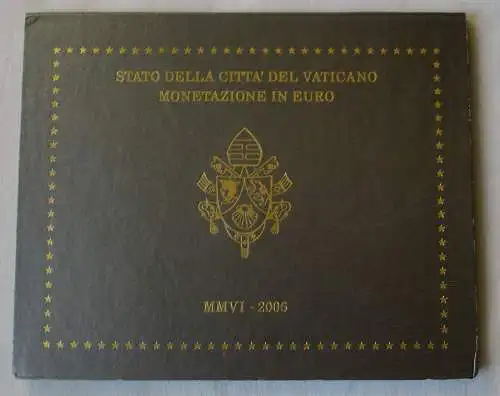 STATO DELLA CITTA' DEL VATICANO
MONETAZIONE IN EURO
MMVI - 2006